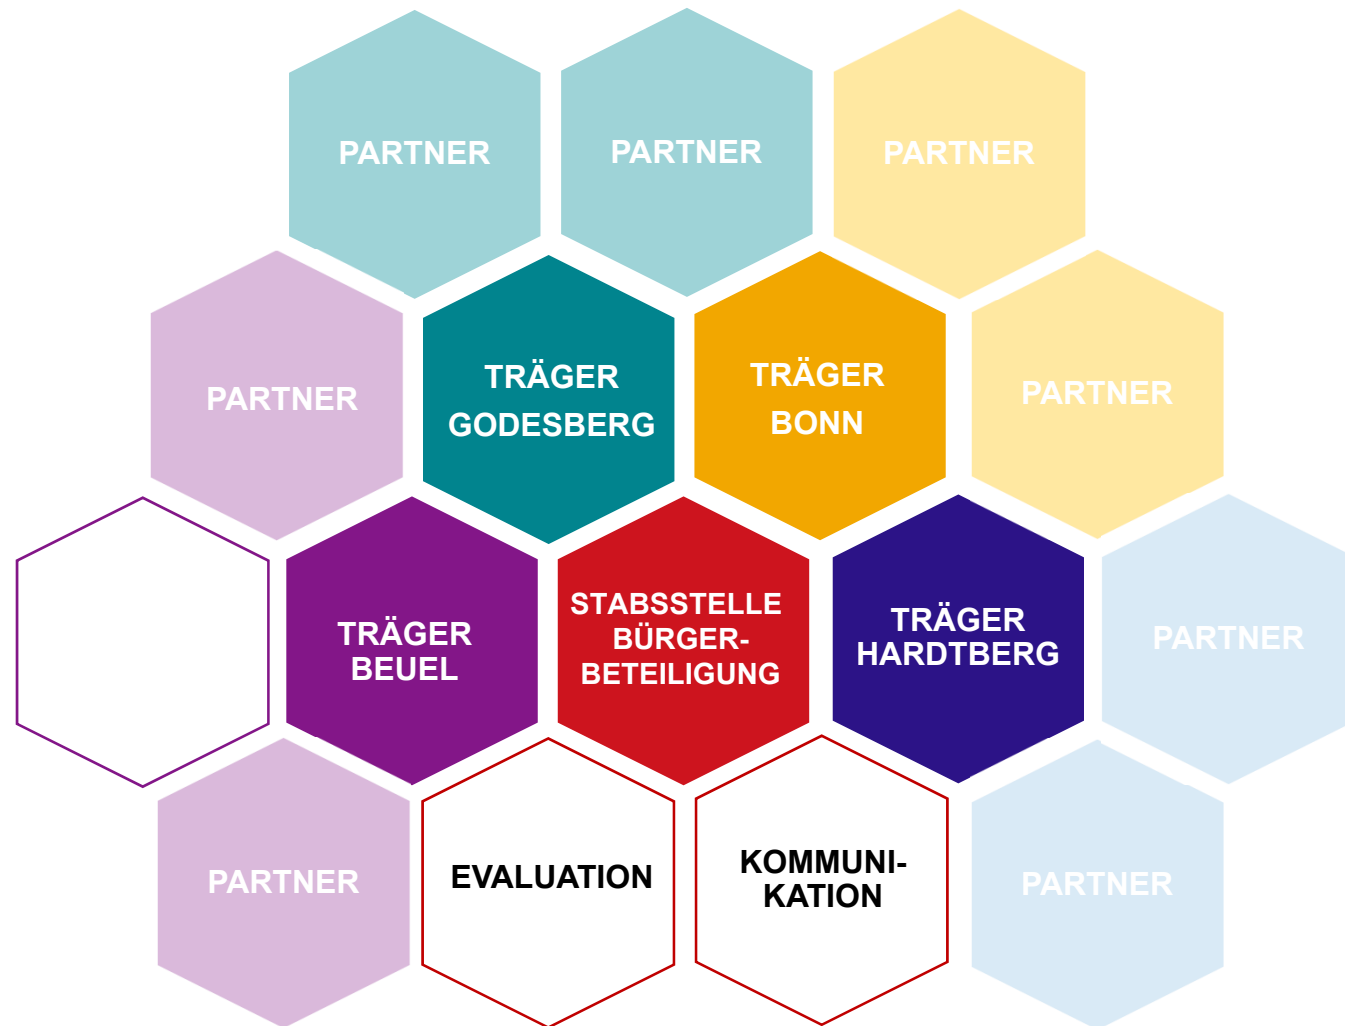 PARTNER
PARTNER
PARTNER
PARTNER
TRÄGER
GODESBERG
TRÄGER
BONN
PARTNER
TRÄGER
BEUEL
STABSSTELLE
BÜRGER-
BETEILIGUNG
TRÄGER
HARDTBERG
PARTNER
PARTNER
EVALUATION
KOMMUNI-
KATION
PARTNER